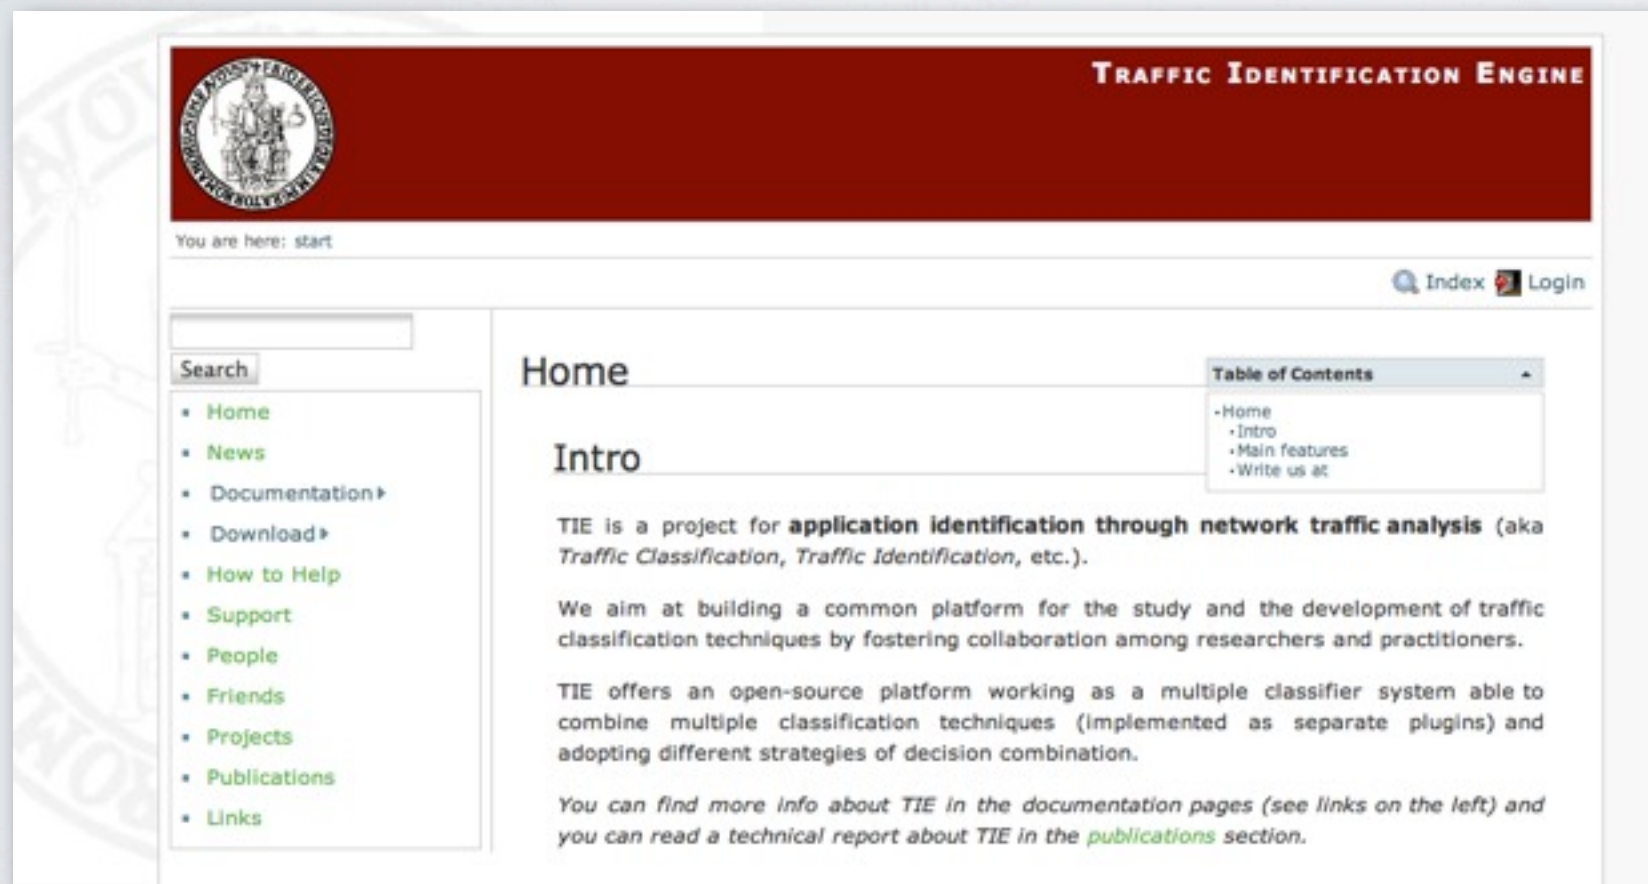 TRAFFIC IDENTIFICATION ENGINE
You are here: start
Index Login
Search
Home
News
Documentation
Download
How to Help
Support
People
Friends
Projects
Publications
Links
Home
Table of Contents
Home
Intro
Main features
Write us at
Intro
TIE is a project for application identification through network traffic analysis (aka
Traffic Classification, Traffic Identification, etc.).
We aim at building a common platform for the study and the development of traffic
classification techniques by fostering collaboration among researchers and practitioners.
TIE offers an open-source platform working as a multiple classifier system able to
combine multiple classification techniques (implemented as separate plugins) and
adopting different strategies of decision combination.
You can find more info about TIE in the documentation pages (see links on the left) and
you can read a technical report about TIE in the publications section.